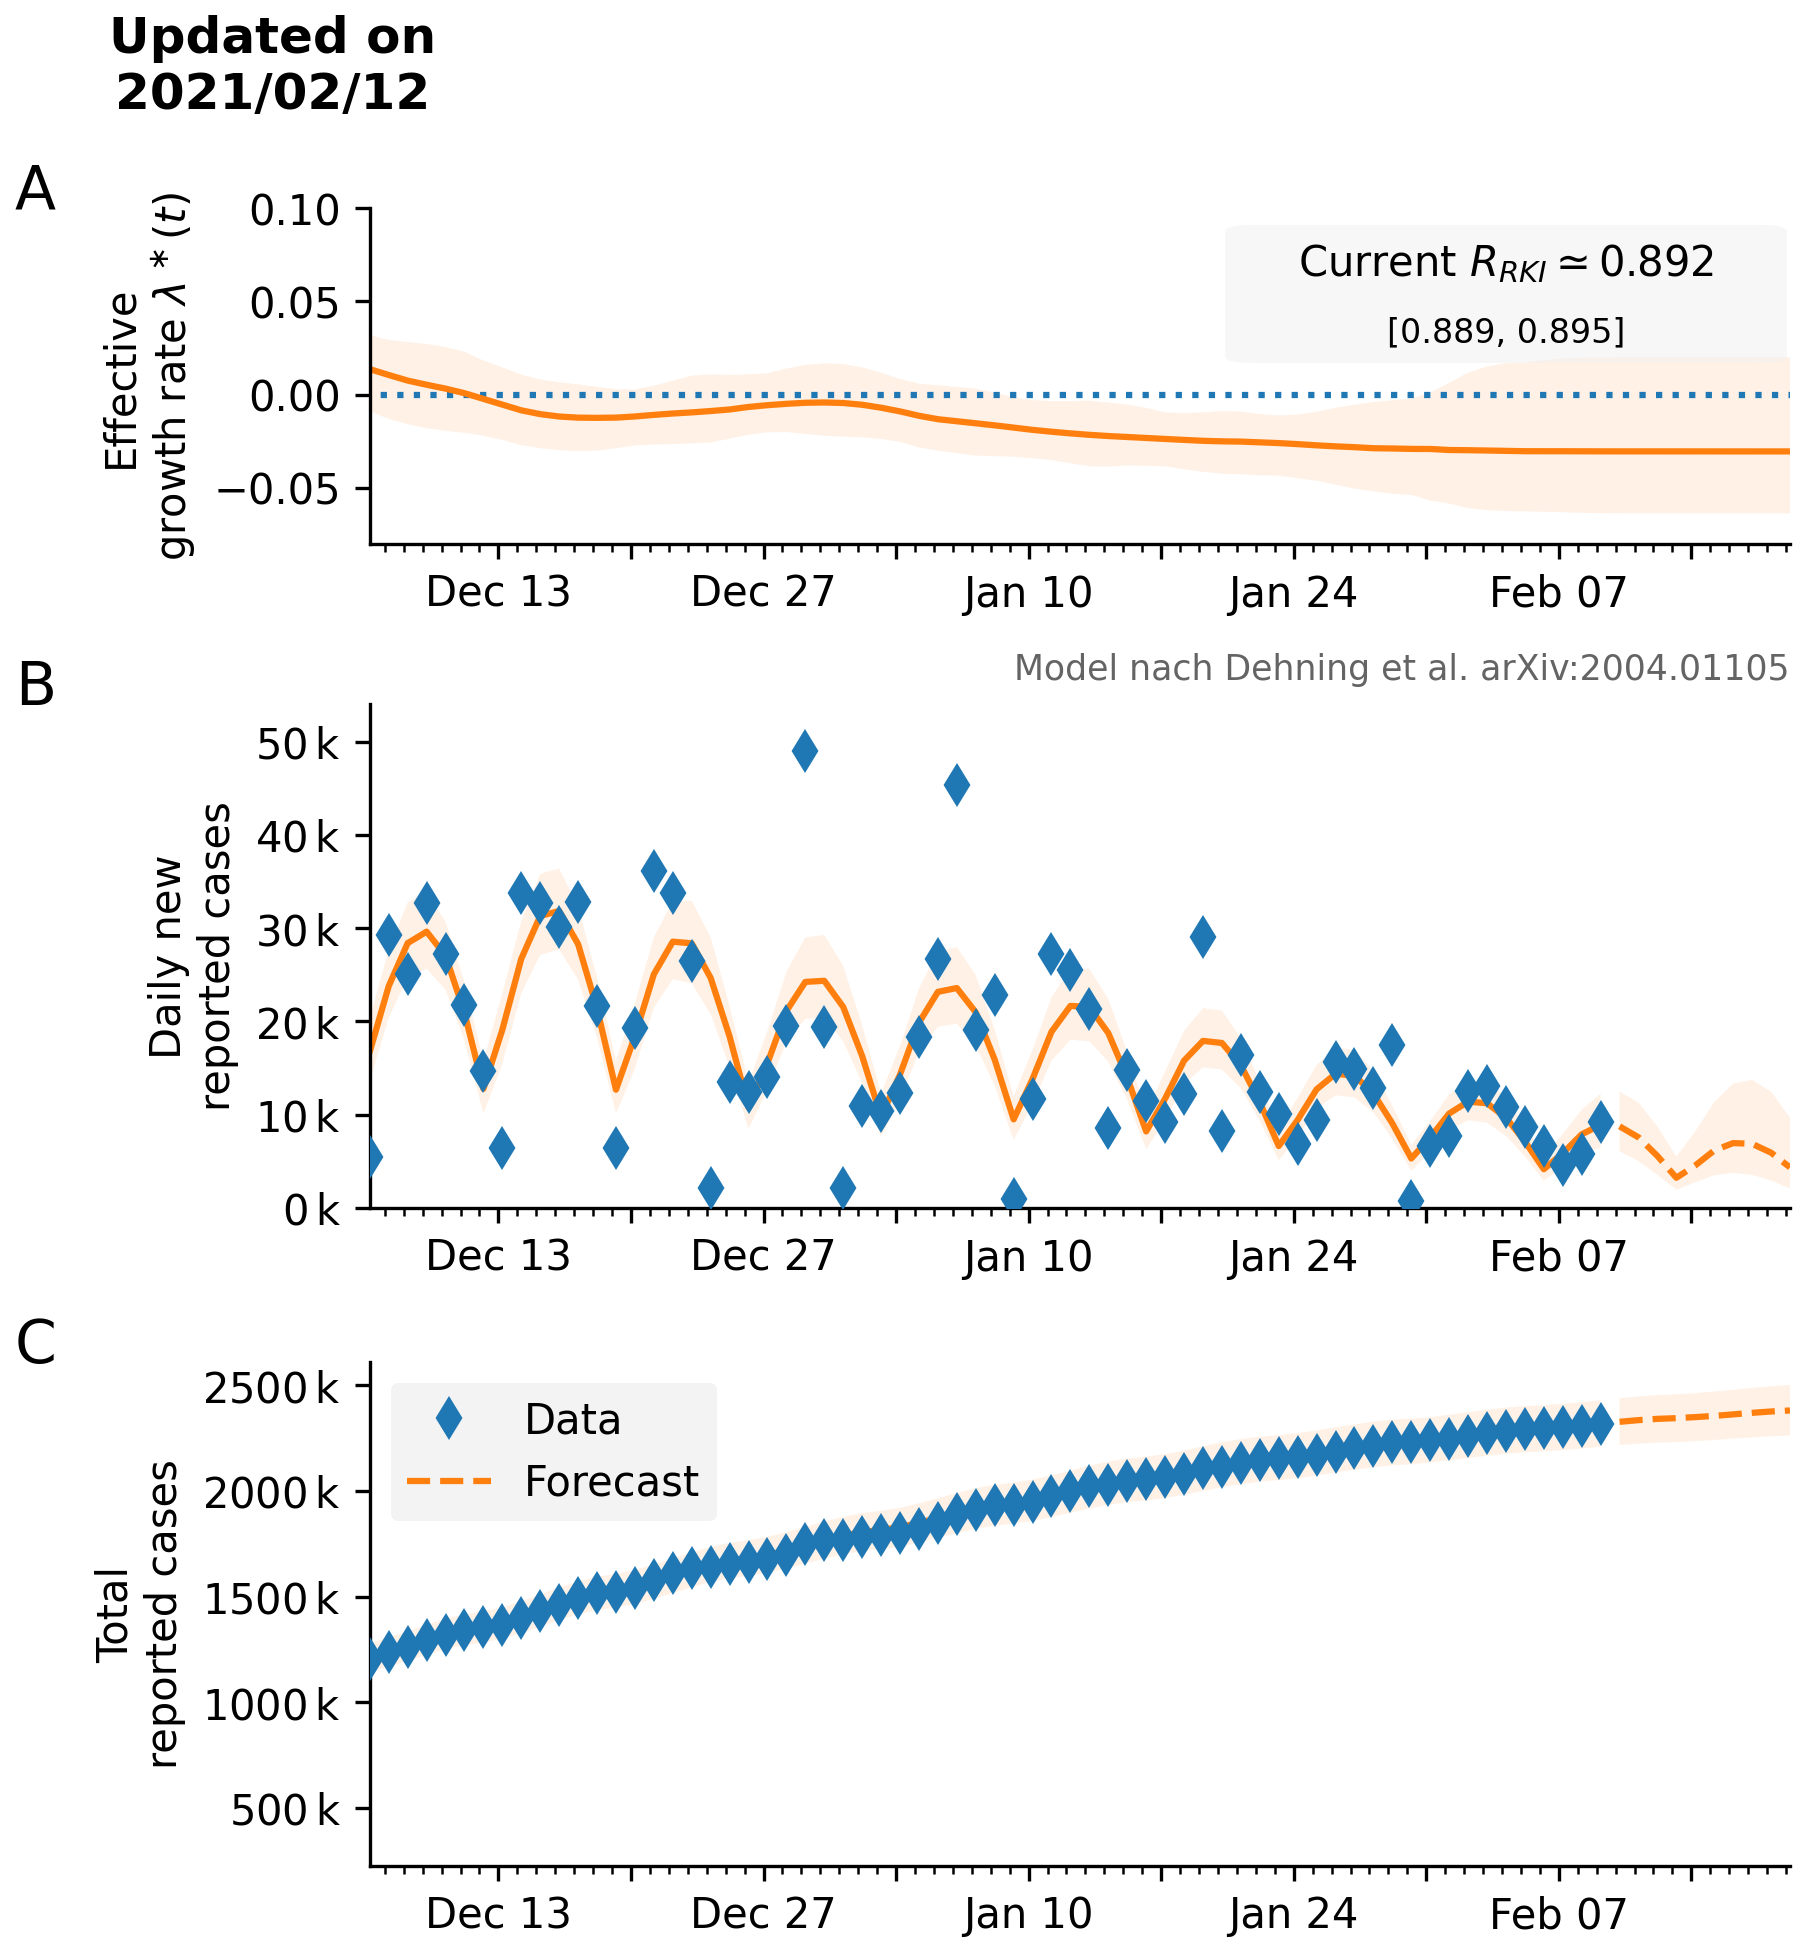 Updated on
2021/02/12
A
Effective
growth rate λ * (t)
0.10
0.05
0.00
−0.05
Current R_RKI ≃ 0.892
[0.889, 0.895]
Dec 13 Dec 27 Jan 10 Jan 24 Feb 07
Model nach Dehning et al. arXiv:2004.01105
B
Daily new
reported cases
50 k
40 k
30 k
20 k
10 k
0 k
Dec 13 Dec 27 Jan 10 Jan 24 Feb 07
C
Total
reported cases
2500 k
2000 k
1500 k
1000 k
500 k
Data
Forecast
Dec 13 Dec 27 Jan 10 Jan 24 Feb 07